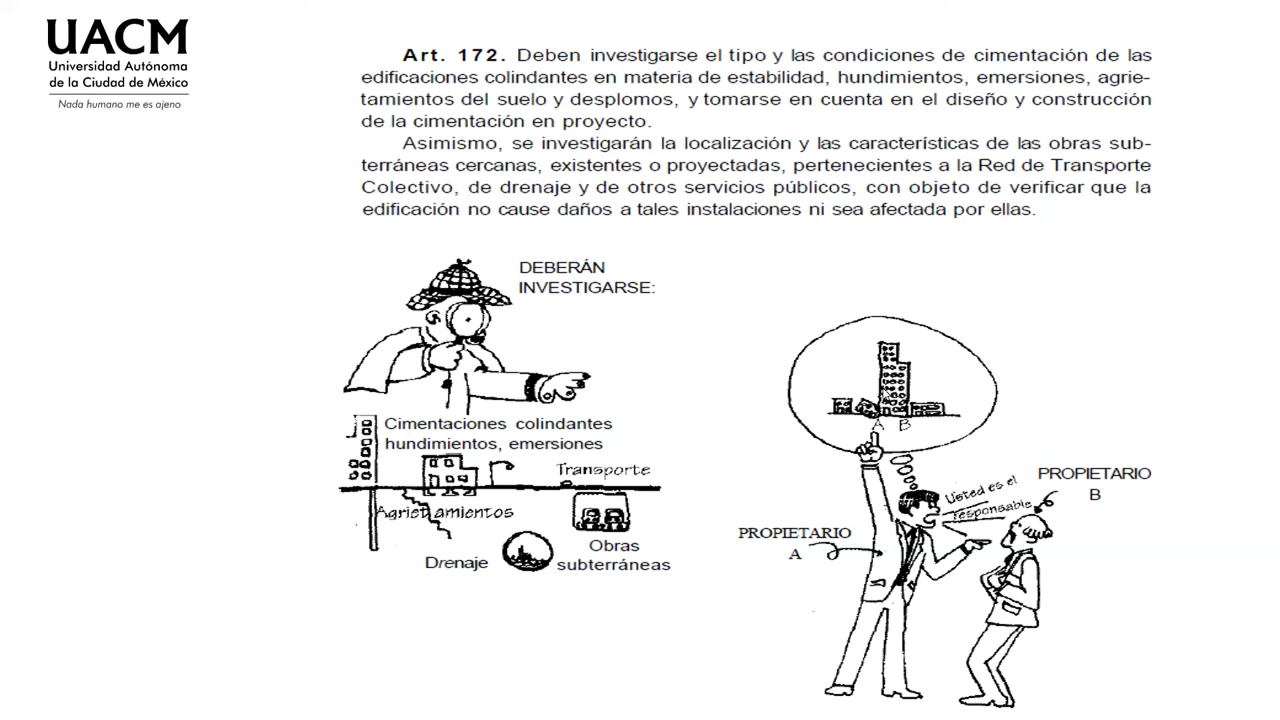 UACM
Universidad Autónoma
de la Ciudad de México
Nada humano me es ajeno
Art. 172. Deben investigarse el tipo y las condiciones de cimentación de las
edificaciones colindantes en materia de estabilidad, hundimientos, emersiones, agrie-
tamientos del suelo y desplomos, y tomarse en cuenta en el diseño y construcción
de la cimentación en proyecto.
Asimismo, se investigarán la localización y las características de las obras sub-
terráneas cercanas, existentes o proyectadas, pertenecientes a la Red de Transporte
Colectivo, de drenaje y de otros servicios públicos, con objeto de verificar que la
edificación no cause daños a tales instalaciones ni sea afectada por ellas.
DEBERÁN
INVESTIGARSE:
Cimentaciones colindantes
hundimientos, emersiones
Transporte
Agrietamientos
Drenaje
Obras
subterráneas
A B
Usted es el
responsable
PROPIETARIO
B
PROPIETARIO
A